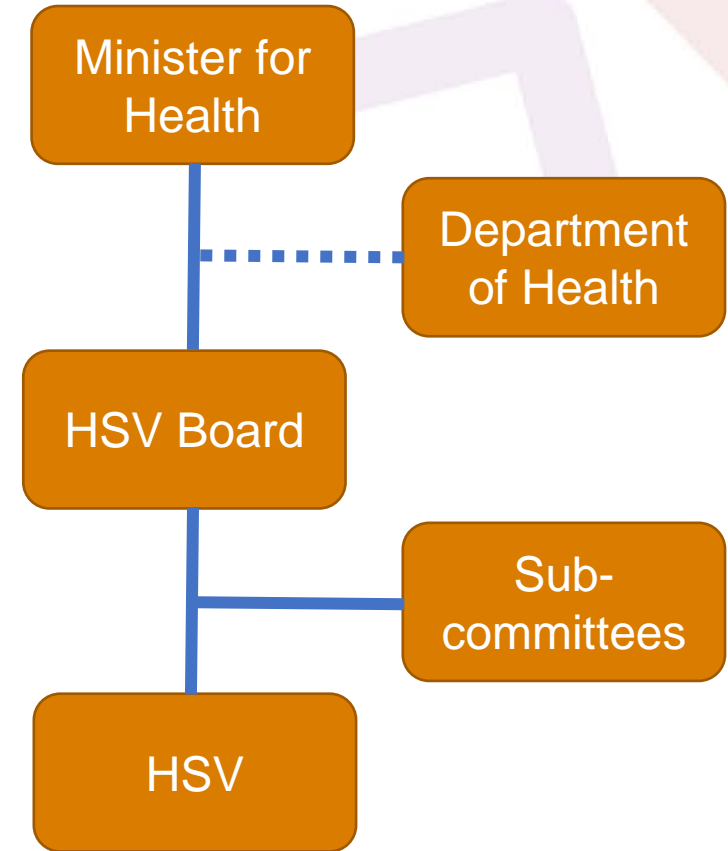 Minister for
Health
Department
of Health
HSV Board
Sub-
committees
HSV